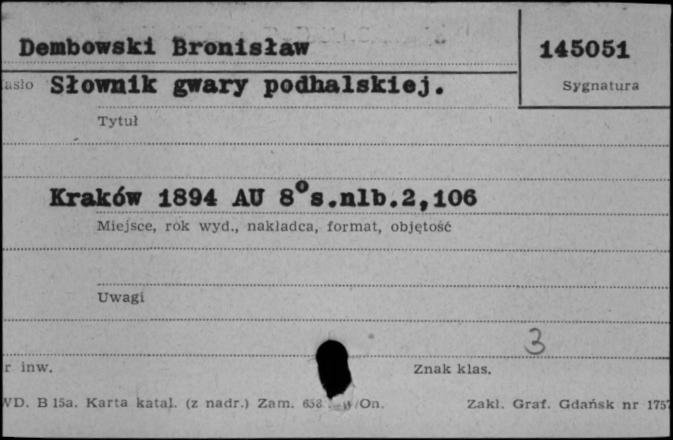 Dembowski Bronisław
145051
asło Słownik gwary podhalskiej.
Sygnatura
Tytuł
Kraków 1894 AU 8° s.nlb.2,106
Miejsce, rok wyd., nakładca, format, objętość
Uwagi
3
r inw.
Znak klas.
WD. B 15a. Karta katal. (z nadr.) Zam. On.
Zakł. Graf. Gdańsk nr 1757